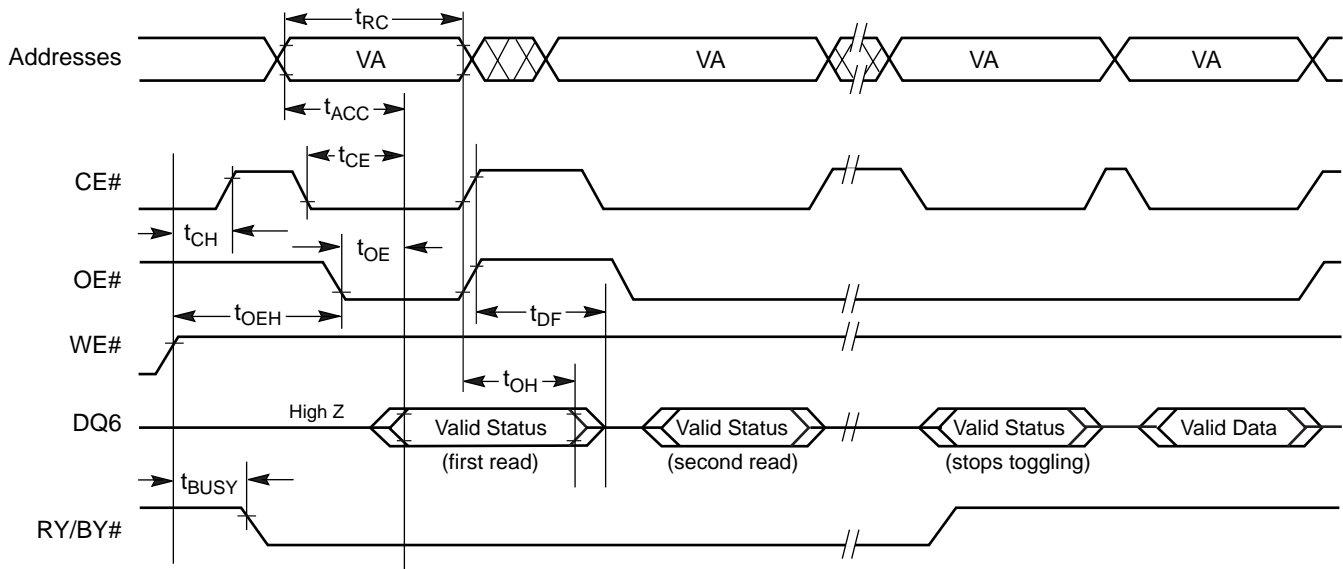 tRC
Addresses VA VA VA VA
tACC
tCE
CE#
tCH tOE
OE#
tOEH tDF
WE#
tOH
High Z
DQ6 Valid Status Valid Status Valid Status Valid Data
(first read) (second read) (stops toggling)
tBUSY
RY/BY#